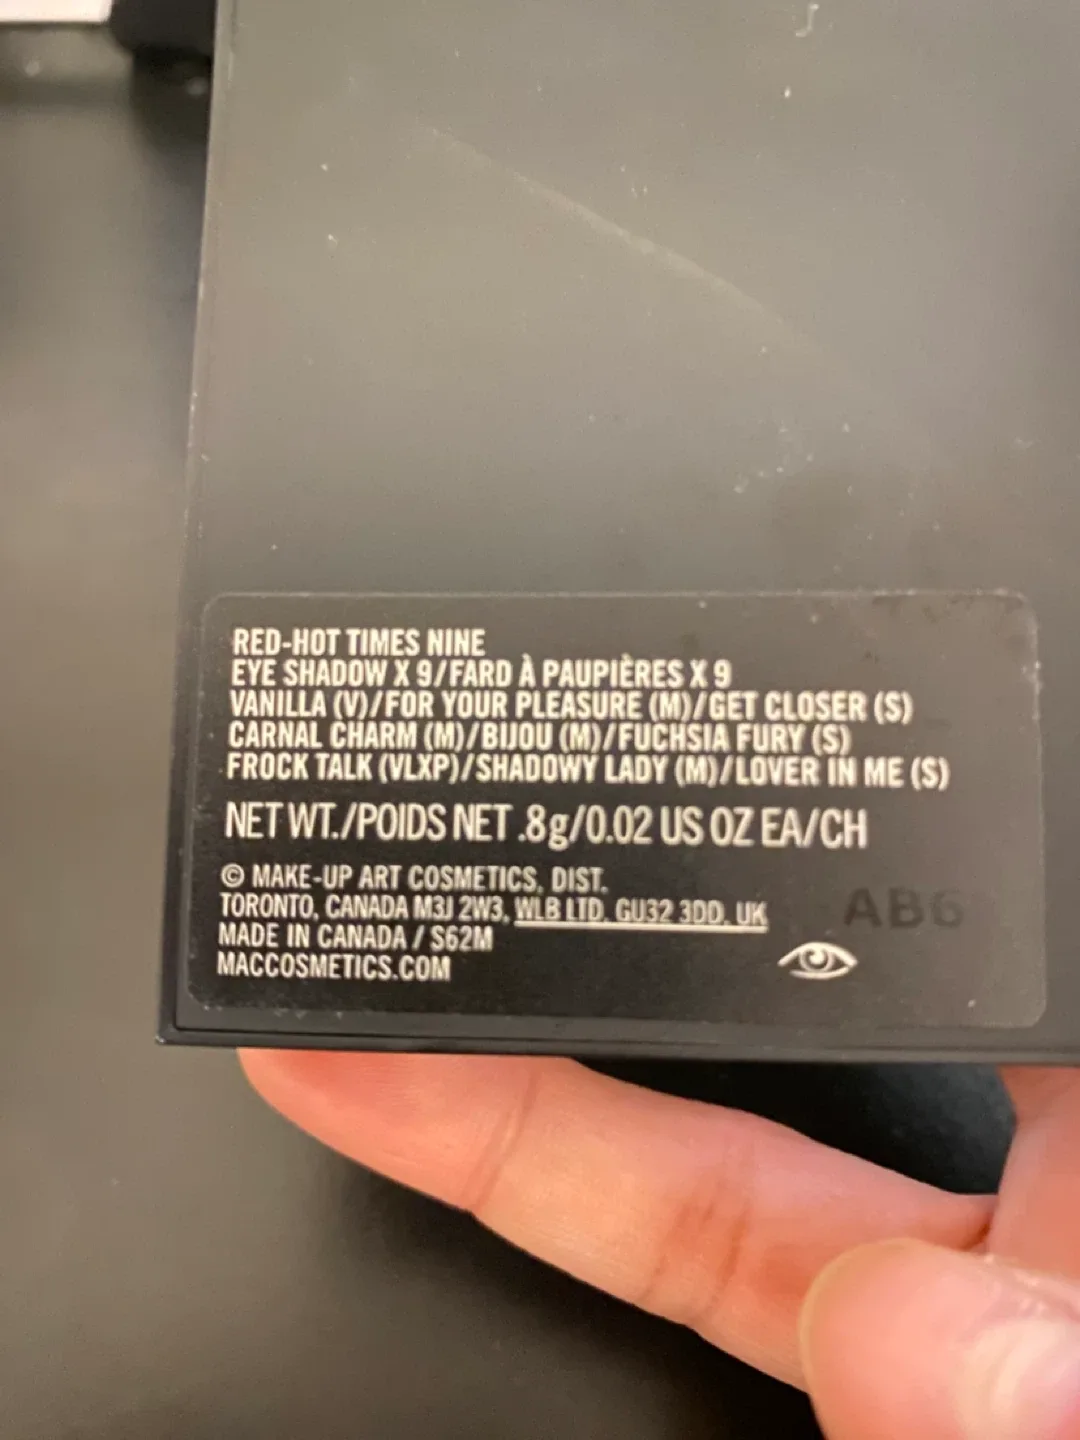 RED-HOT TIMES NINE
EYE SHADOW X 9/FARD À PAUPIÈRES X 9
VANILLA (V)/FOR YOUR PLEASURE (M)/GET CLOSER (S)
CARNAL CHARM (M)/BIJOU (M)/FUCHSIA FURY (S)
FROCK TALK (VLXP)/SHADOWY LADY (M)/LOVER IN ME (S)
NET WT./POIDS NET .8g/0.02 US OZ EA/CH
© MAKE-UP ART COSMETICS, DIST.
TORONTO, CANADA M3J 2W3, WLB LTD. GU32 3DD. UK
AB6
MADE IN CANADA / S62M
MACCOSMETICS.COM